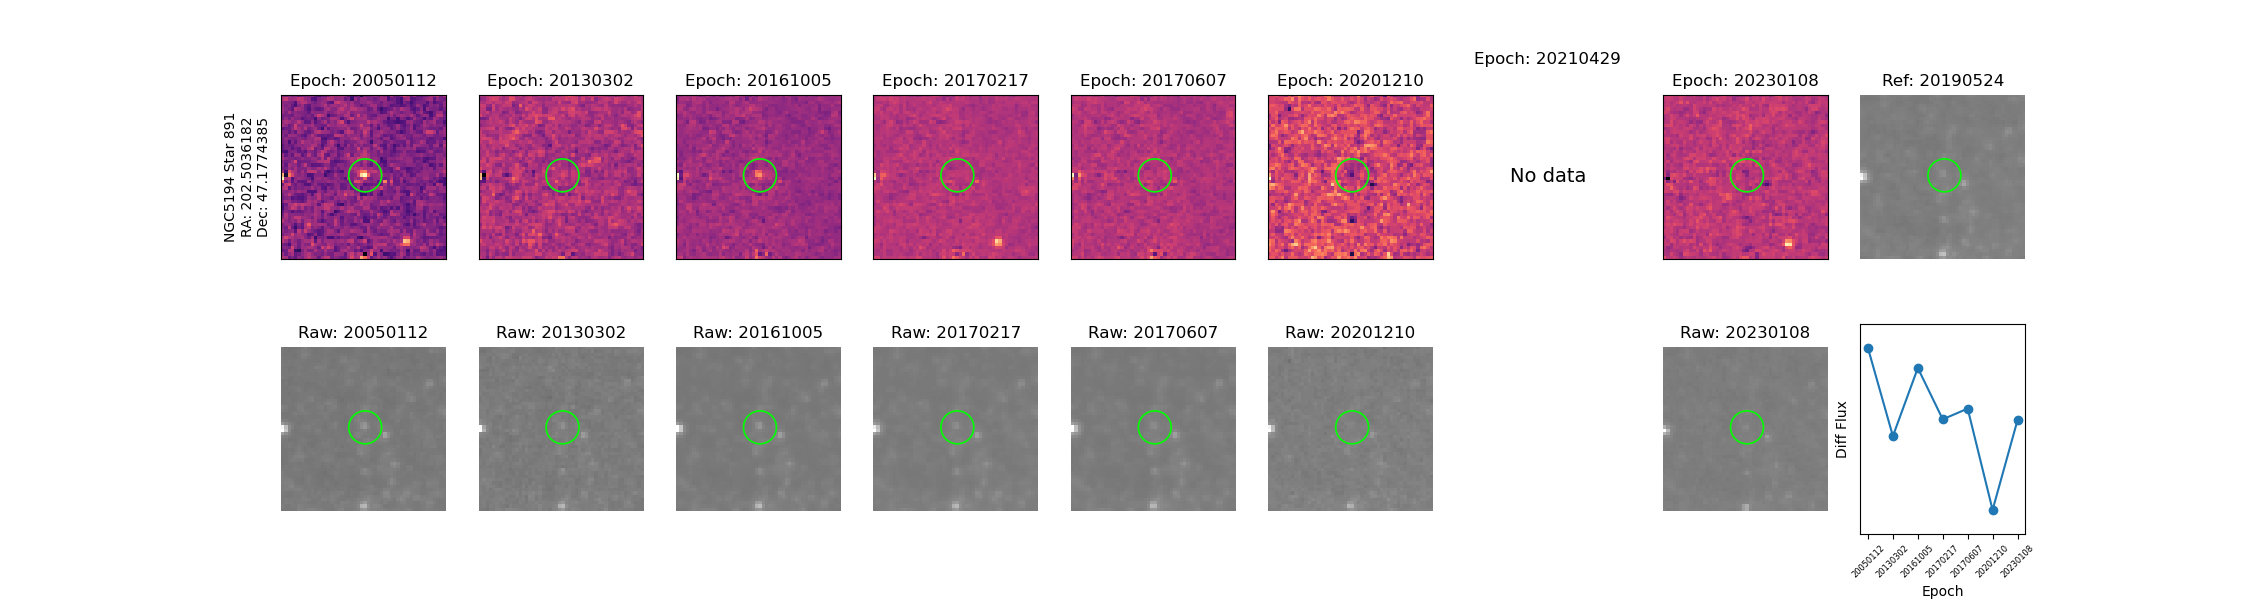 Epoch: 20210429
Epoch: 20050112
Epoch: 20130302
Epoch: 20161005
Epoch: 20170217
Epoch: 20170607
Epoch: 20201210
Epoch: 20230108
Ref: 20190524
NGC5194 Star 891
RA: 202.5036182
Dec: 47.1774385
No data
Raw: 20050112
Raw: 20130302
Raw: 20161005
Raw: 20170217
Raw: 20170607
Raw: 20201210
Raw: 20230108
Diff Flux
20050112
20130302
20161005
20170217
20170607
20201210
20230108
Epoch